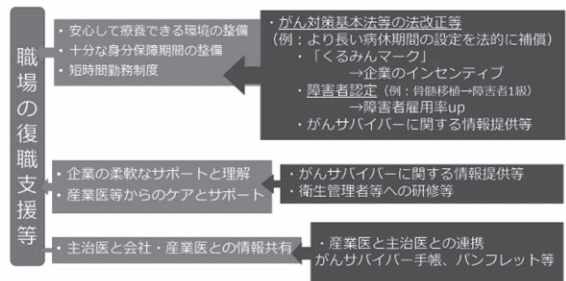 職場の復職支援等
・安心して療養できる環境の整備
・十分な身分保障期間の整備
・短時間勤務制度
・がん対策基本法等の法改正等
（例：より長い病休期間の設定を法的に補償）
・「くるみんマーク」
→企業のインセンティブ
・障害者認定（例：骨髄移植→障害者1級）
→障害者雇用率up
・がんサバイバーに関する情報提供等
・企業の柔軟なサポートと理解
・産業医等からのケアとサポート
・がんサバイバーに関する情報提供等
・衛生管理者等への研修等
・主治医と会社・産業医との情報共有
・産業医と主治医との連携
がんサバイバー手帳、パンフレット等